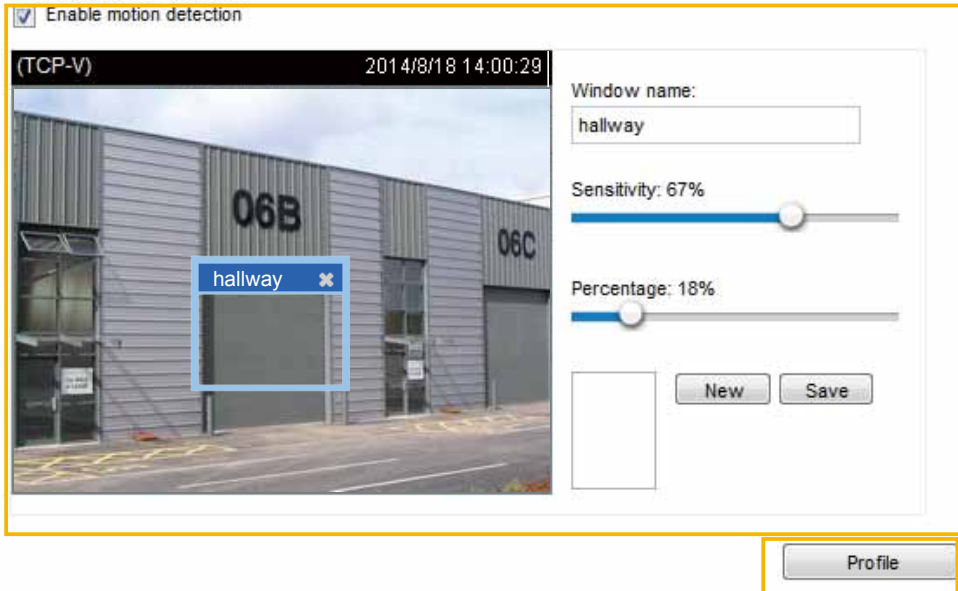 Enable motion detection
(TCP-V) 2014/8/18 14:00:29
Window name:
hallway
Sensitivity: 67%
06B
06C
hallway
Percentage: 18%
New Save
Profile